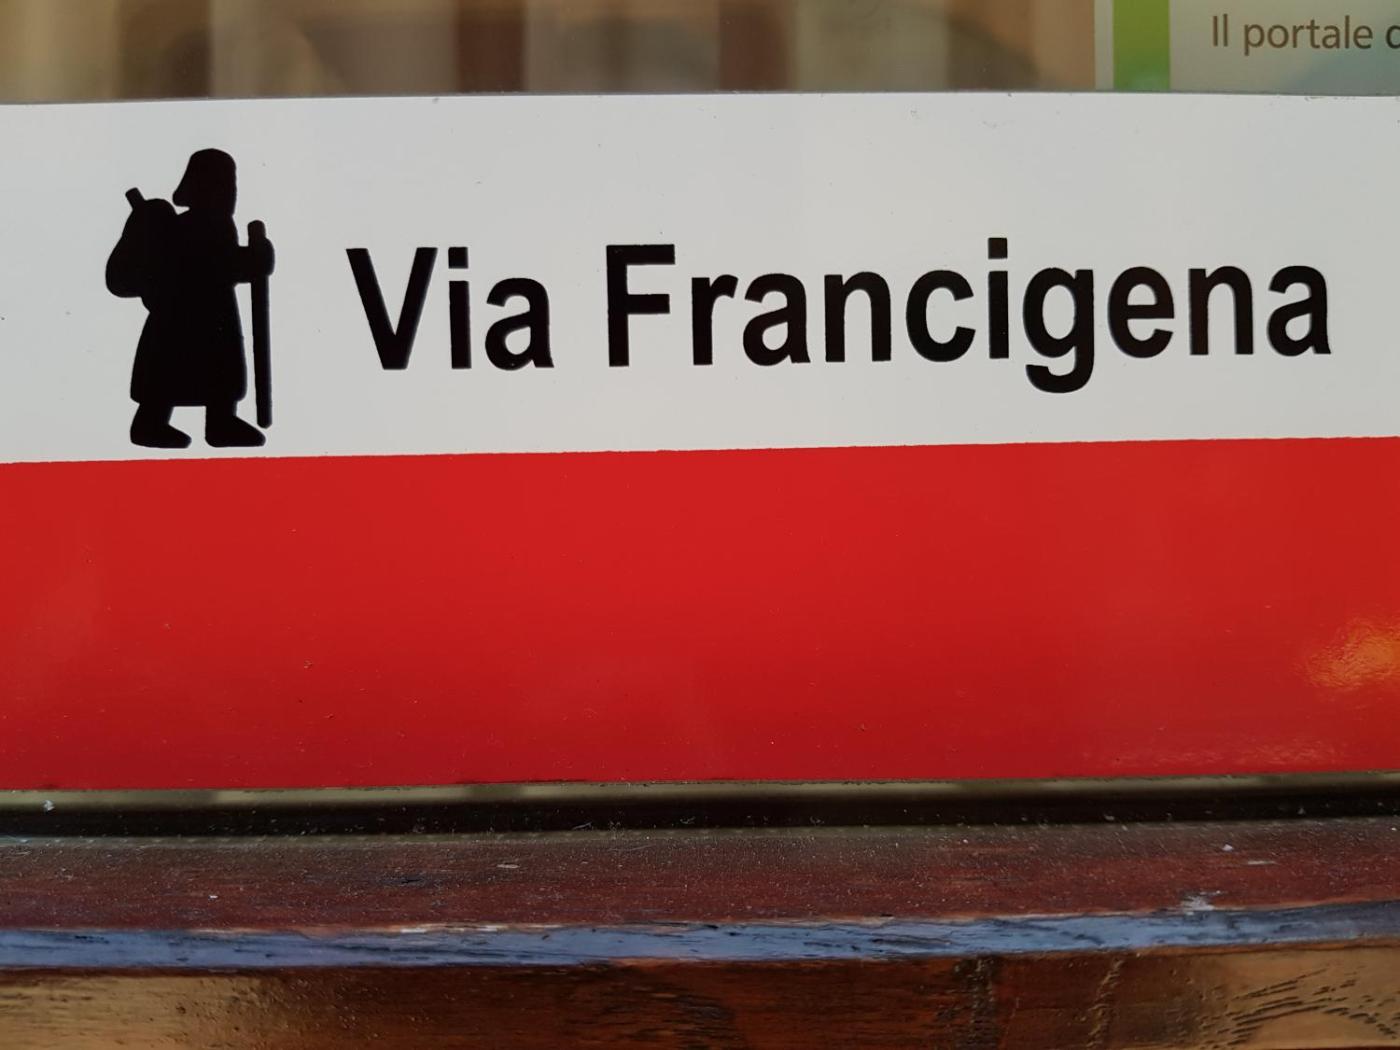 Il portale
Via Francigena